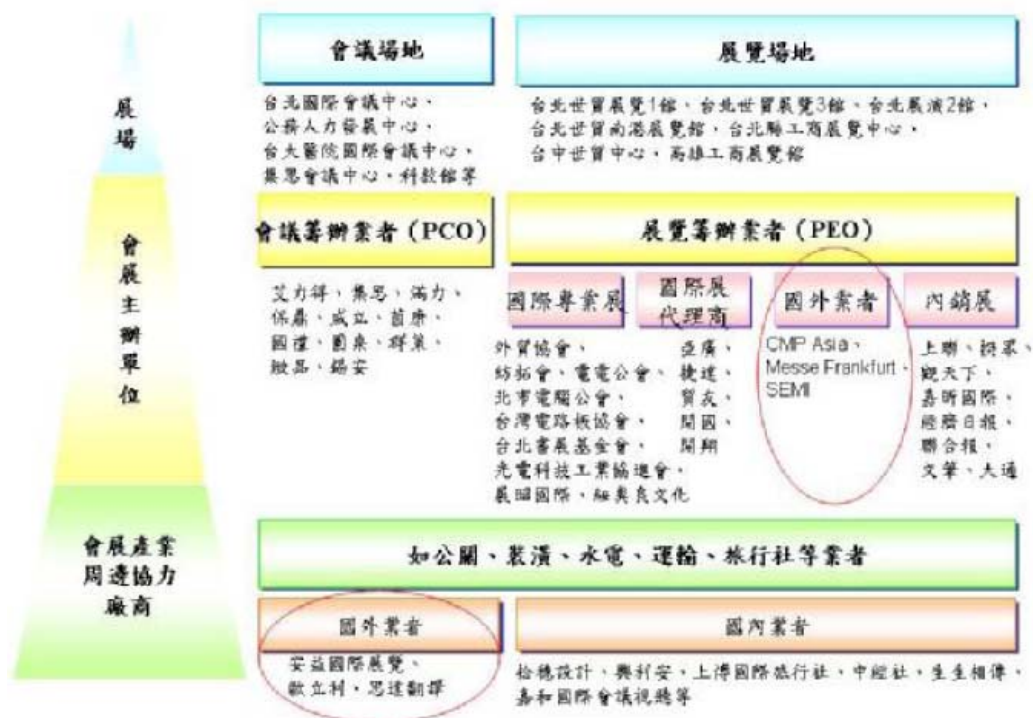 展場
會議場地
台北國際會議中心、
公務人力發展中心、
台大醫院國際會議中心、
集思會議中心、科教館等
展覽場地
台北世貿展覽1館、台北世貿展覽3館、台北展演2館、
台北世貿南港展覽館、台北縣工商展覽中心、
台中世貿中心、高雄工商展覽館
會展主辦單位
會議籌辦業者(PCO)
艾力得、集思、滿力、
保鼎、威立、茵康、
國禮、圓桌、群策、
緻品、錫安
展覽籌辦業者(PEO)
國際專業展
外貿協會、
紡拓會、電電公會、
北市電腦公會、
台灣電路板協會、
台北書展基金會、
光電科技工業協進會、
展昭國際、細奧良文化
國際展
代理商
亞廣、
捷達、
賀友、
開國、
開翔
國外業者
CMP Asia、
Messe Frankfurt、
SEMI
內銷展
上聯、揆眾、
觀天下、
嘉昕國際、
經濟日報、
聯合報、
文筆、大通
會展產業
周邊協力
廠商
如公關、裝潢、水電、運輸、旅行社等業者
國外業者
安益國際展覽、
歐立利、思達翻譯
國內業者
拾穗設計、興利安、上博國際旅行社、中經社、生生相傳、
嘉和國際會議視聽等